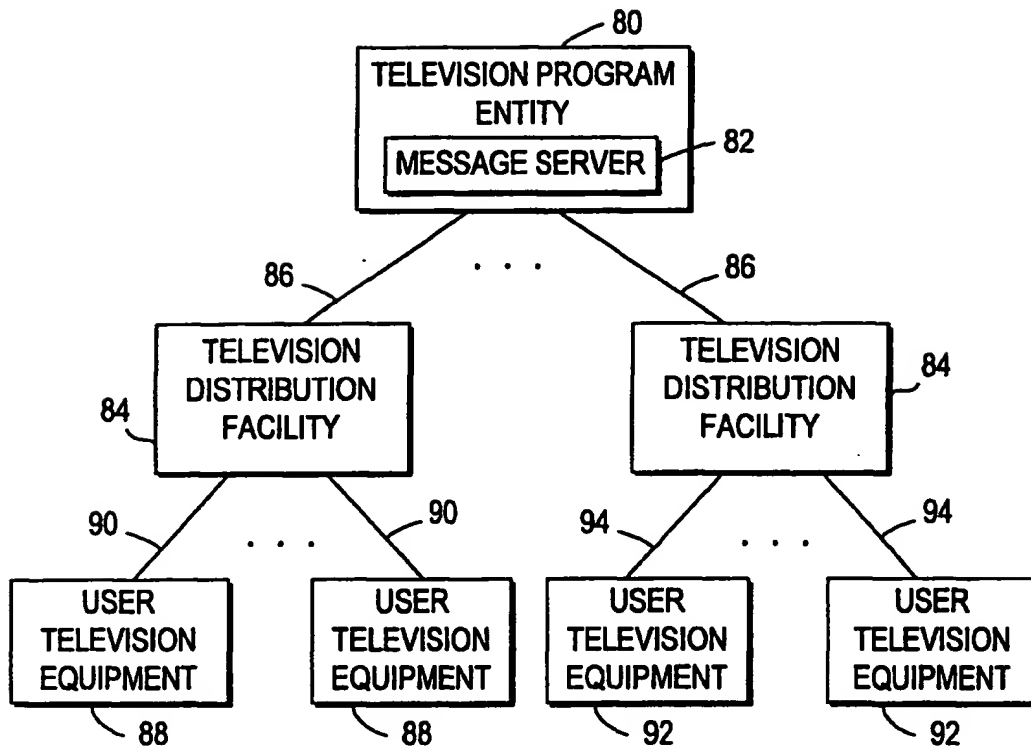 80
TELEVISION PROGRAM
ENTITY
MESSAGE SERVER
82
86
. . .
86
TELEVISION
DISTRIBUTION
FACILITY
84
TELEVISION
DISTRIBUTION
FACILITY
84
90
. . .
90
94
. . .
94
USER
TELEVISION
EQUIPMENT
88
USER
TELEVISION
EQUIPMENT
88
USER
TELEVISION
EQUIPMENT
92
USER
TELEVISION
EQUIPMENT
92